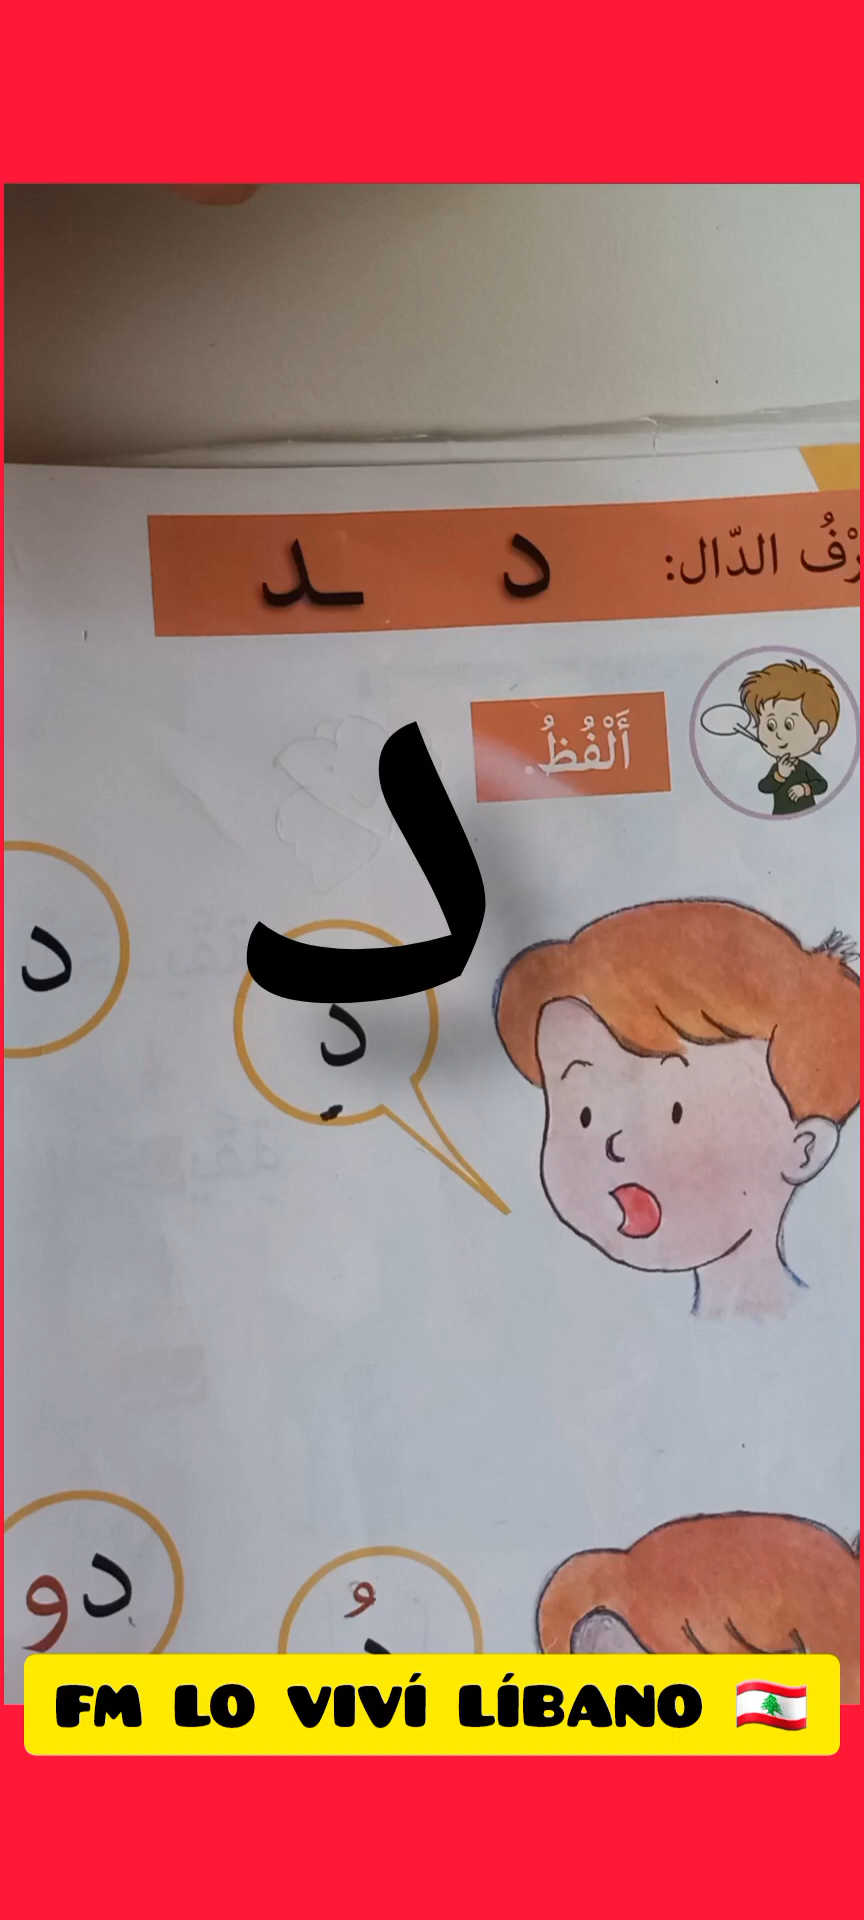 رْفُ الدّال: د ـد
أَلْفُظُ.
د
د
د
دو
ُد
FM LO VIVÍ LÍBANO 🇱🇧